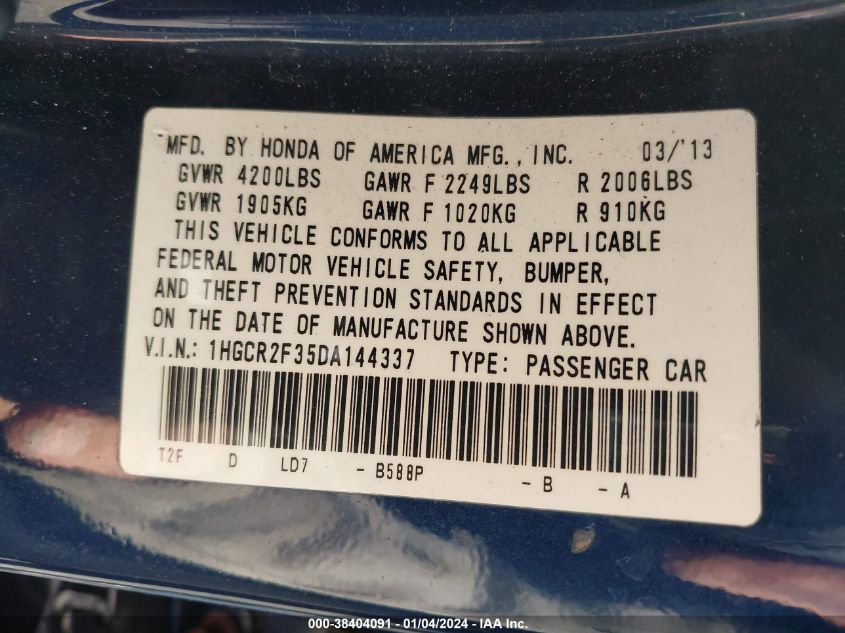 MFD. BY HONDA OF AMERICA MFG., INC. 03/'13
GVWR 4200LBS GAWR F 2249LBS R 2006LBS
GVWR 1905KG GAWR F 1020KG R 910KG
THIS VEHICLE CONFORMS TO ALL APPLICABLE
FEDERAL MOTOR VEHICLE SAFETY, BUMPER,
AND THEFT PREVENTION STANDARDS IN EFFECT
ON THE DATE OF MANUFACTURE SHOWN ABOVE.
V.I.N.: 1HGCR2F35DA144337 TYPE: PASSENGER CAR
T2F D LD7 - B588P - B - A
000-38404091 - 01/04/2024 - IAA Inc.